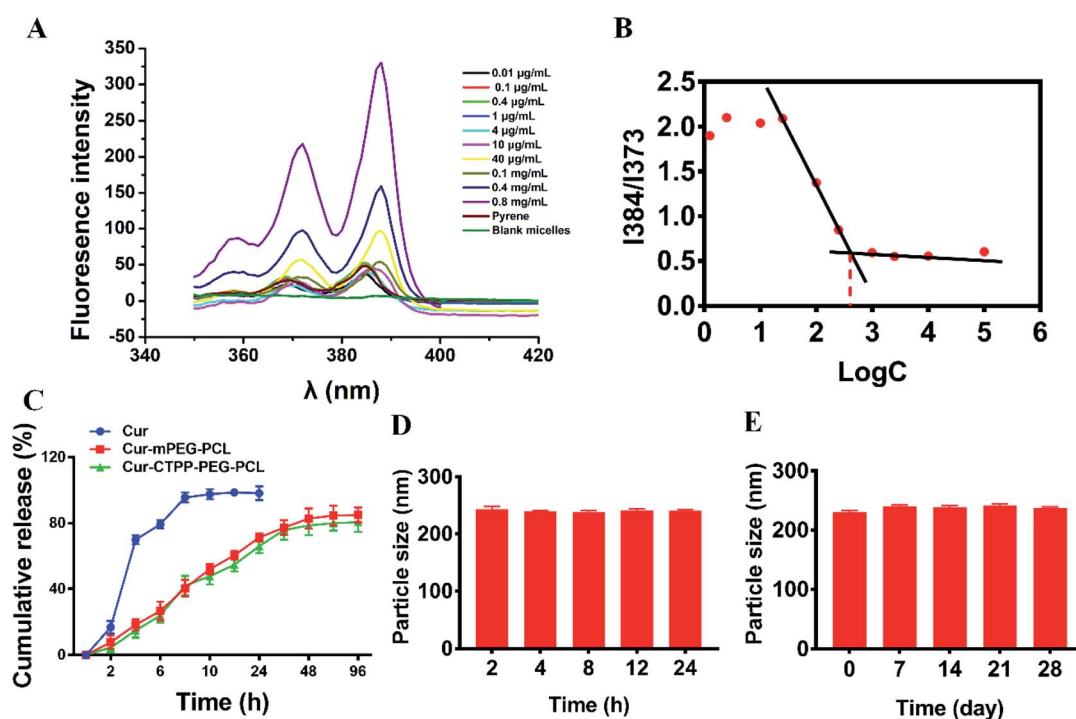 A
Fluoresence intensity
350
300
250
200
150
100
50
0
-50
340
360
380
400
420
λ (nm)
0.01 μg/mL
0.1 μg/mL
0.4 μg/mL
1 μg/mL
4 μg/mL
10 μg/mL
40 μg/mL
0.1 mg/mL
0.4 mg/mL
0.8 mg/mL
Pyrene
Blank micelles
B
I384/I373
2.5
2.0
1.5
1.0
0.5
0.0
0 1 2 3 4 5 6
LogC
C
Cur
Cur-mPEG-PCL
Cur-CTPP-PEG-PCL
Cumulative release (%)
120
80
40
0
2 6 10 24 48 96
Time (h)
D
Particle size (nm)
300
200
100
0
2 4 8 12 24
Time (h)
E
Particle size (nm)
300
200
100
0
0 7 14 21 28
Time (day)